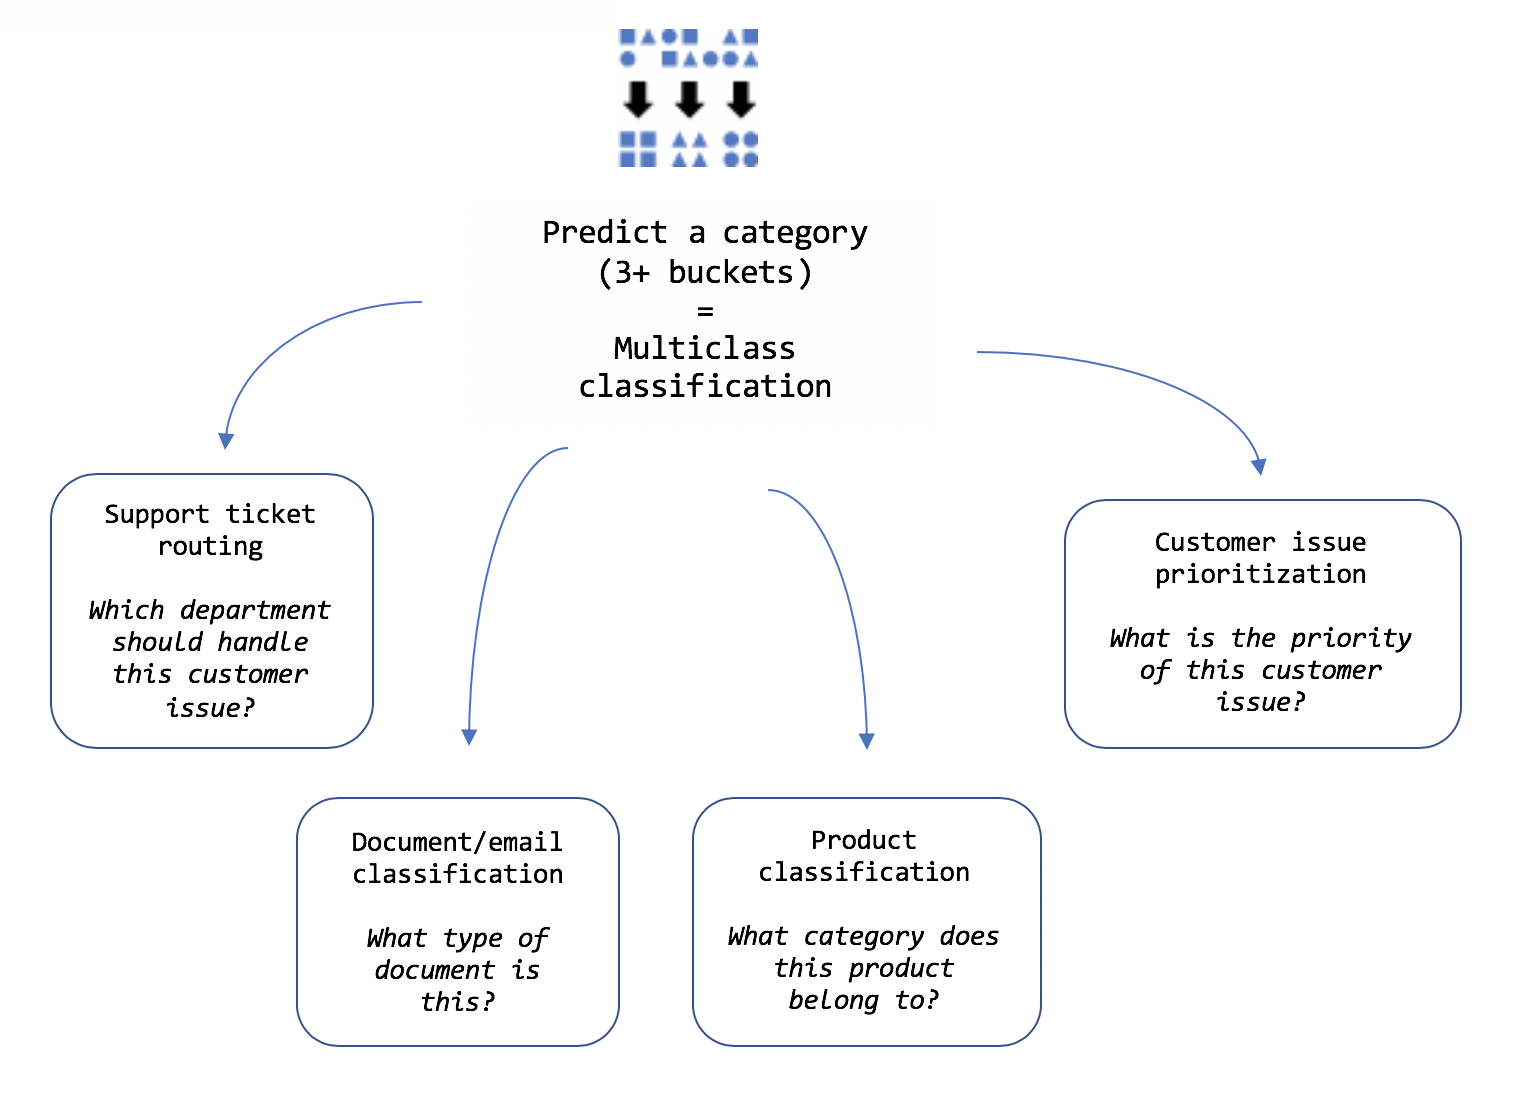 Predict a category
(3+ buckets)
=
Multiclass
classification
Support ticket
routing
Which department
should handle
this customer
issue?
Customer issue
prioritization
What is the priority
of this customer
issue?
Document/email
classification
What type of
document is
this?
Product
classification
What category does
this product
belong to?